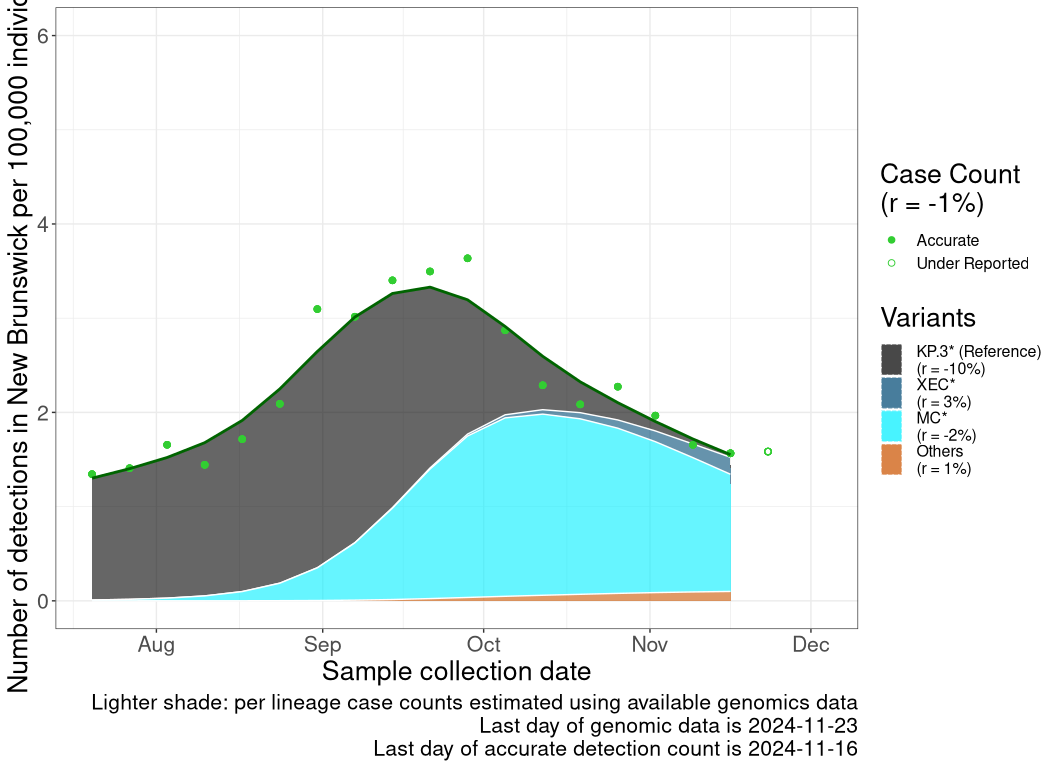 Number of detections in New Brunswick per 100,000
6
4
2
0
Aug Sep Oct Nov Dec
Sample collection date
Lighter shade: per lineage case counts estimated using available genomics data
Last day of genomic data is 2024-11-23
Last day of accurate detection count is 2024-11-16
Case Count
(r = -1%)
Accurate
Under Reported
Variants
KP.3* (Reference)
(r = -10%)
XEC*
(r = 3%)
MC*
(r = -2%)
Others
(r = 1%)